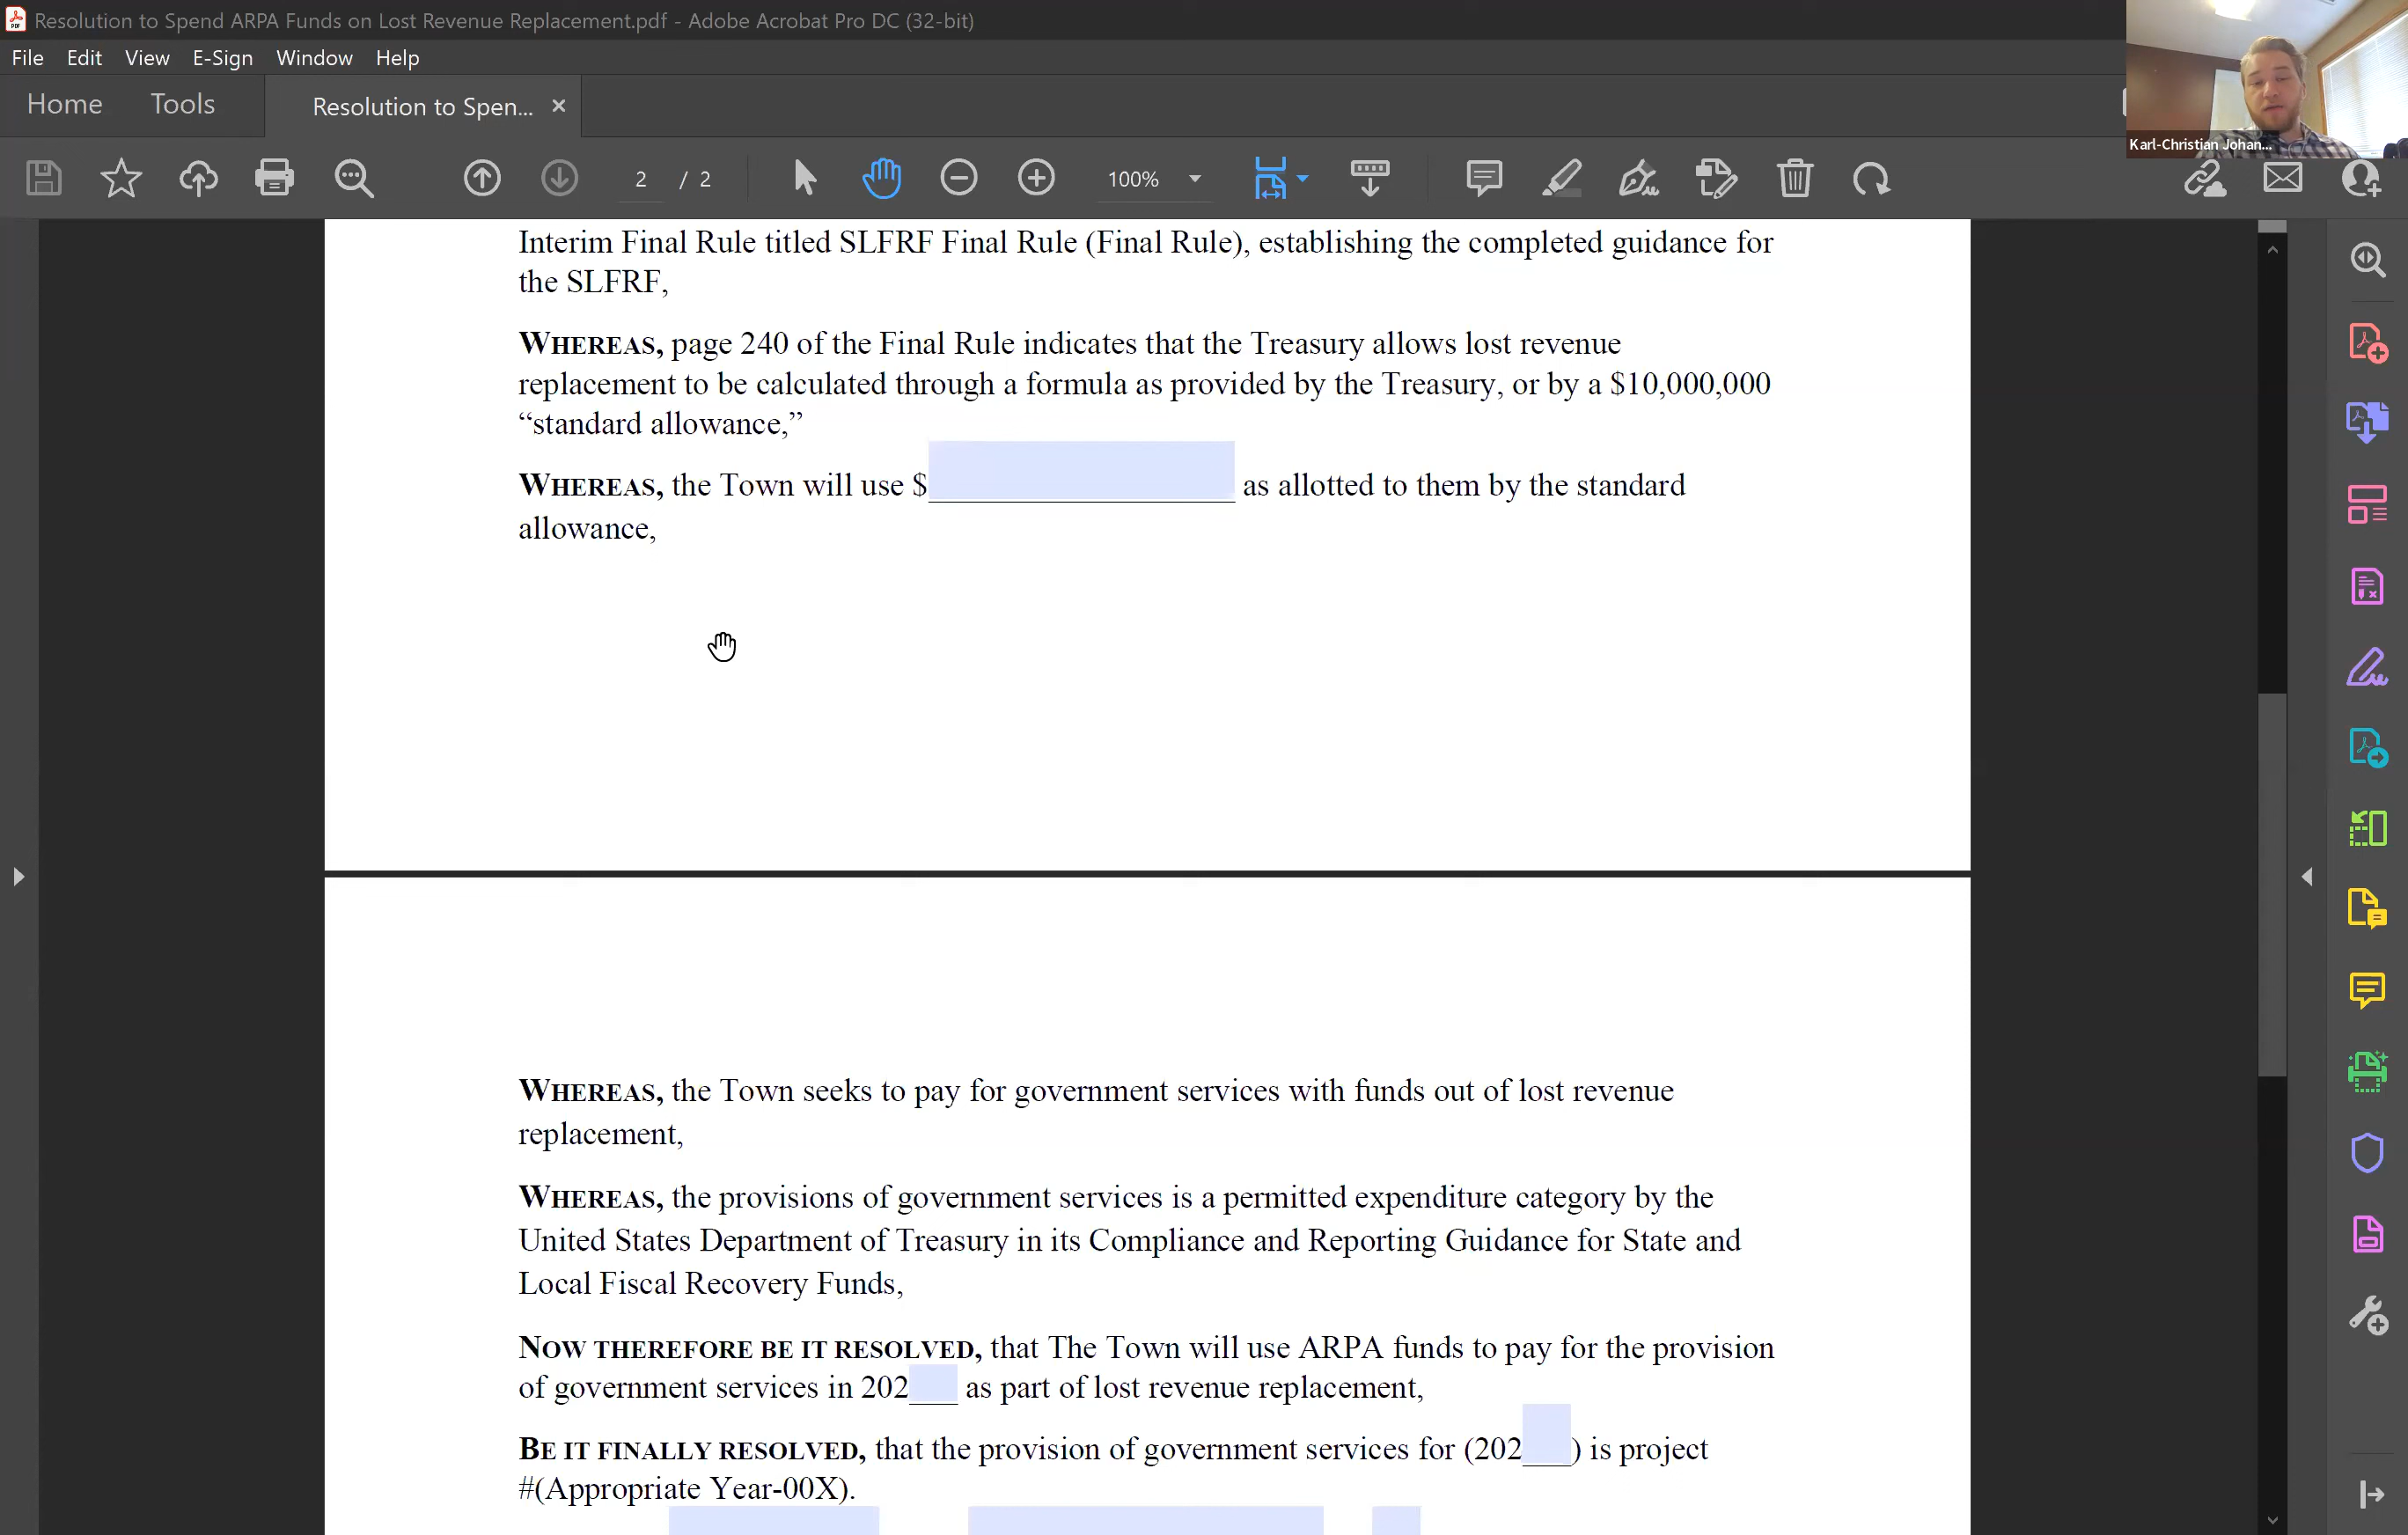 Resolution to Spend ARPA Funds on Lost Revenue Replacement.pdf - Adobe Acrobat Pro DC (32-bit)
File Edit View E-Sign Window Help
Home Tools Resolution to Spen... ×
2 / 2 100%
Karl-Christian Johan...
Interim Final Rule titled SLFRF Final Rule (Final Rule), establishing the completed guidance for
the SLFRF,
WHEREAS, page 240 of the Final Rule indicates that the Treasury allows lost revenue
replacement to be calculated through a formula as provided by the Treasury, or by a $10,000,000
“standard allowance,”
WHEREAS, the Town will use $ as allotted to them by the standard
allowance,
WHEREAS, the Town seeks to pay for government services with funds out of lost revenue
replacement,
WHEREAS, the provisions of government services is a permitted expenditure category by the
United States Department of Treasury in its Compliance and Reporting Guidance for State and
Local Fiscal Recovery Funds,
NOW THEREFORE BE IT RESOLVED, that The Town will use ARPA funds to pay for the provision
of government services in 202___ as part of lost revenue replacement,
BE IT FINALLY RESOLVED, that the provision of government services for (202___) is project
#(Appropriate Year-00X).